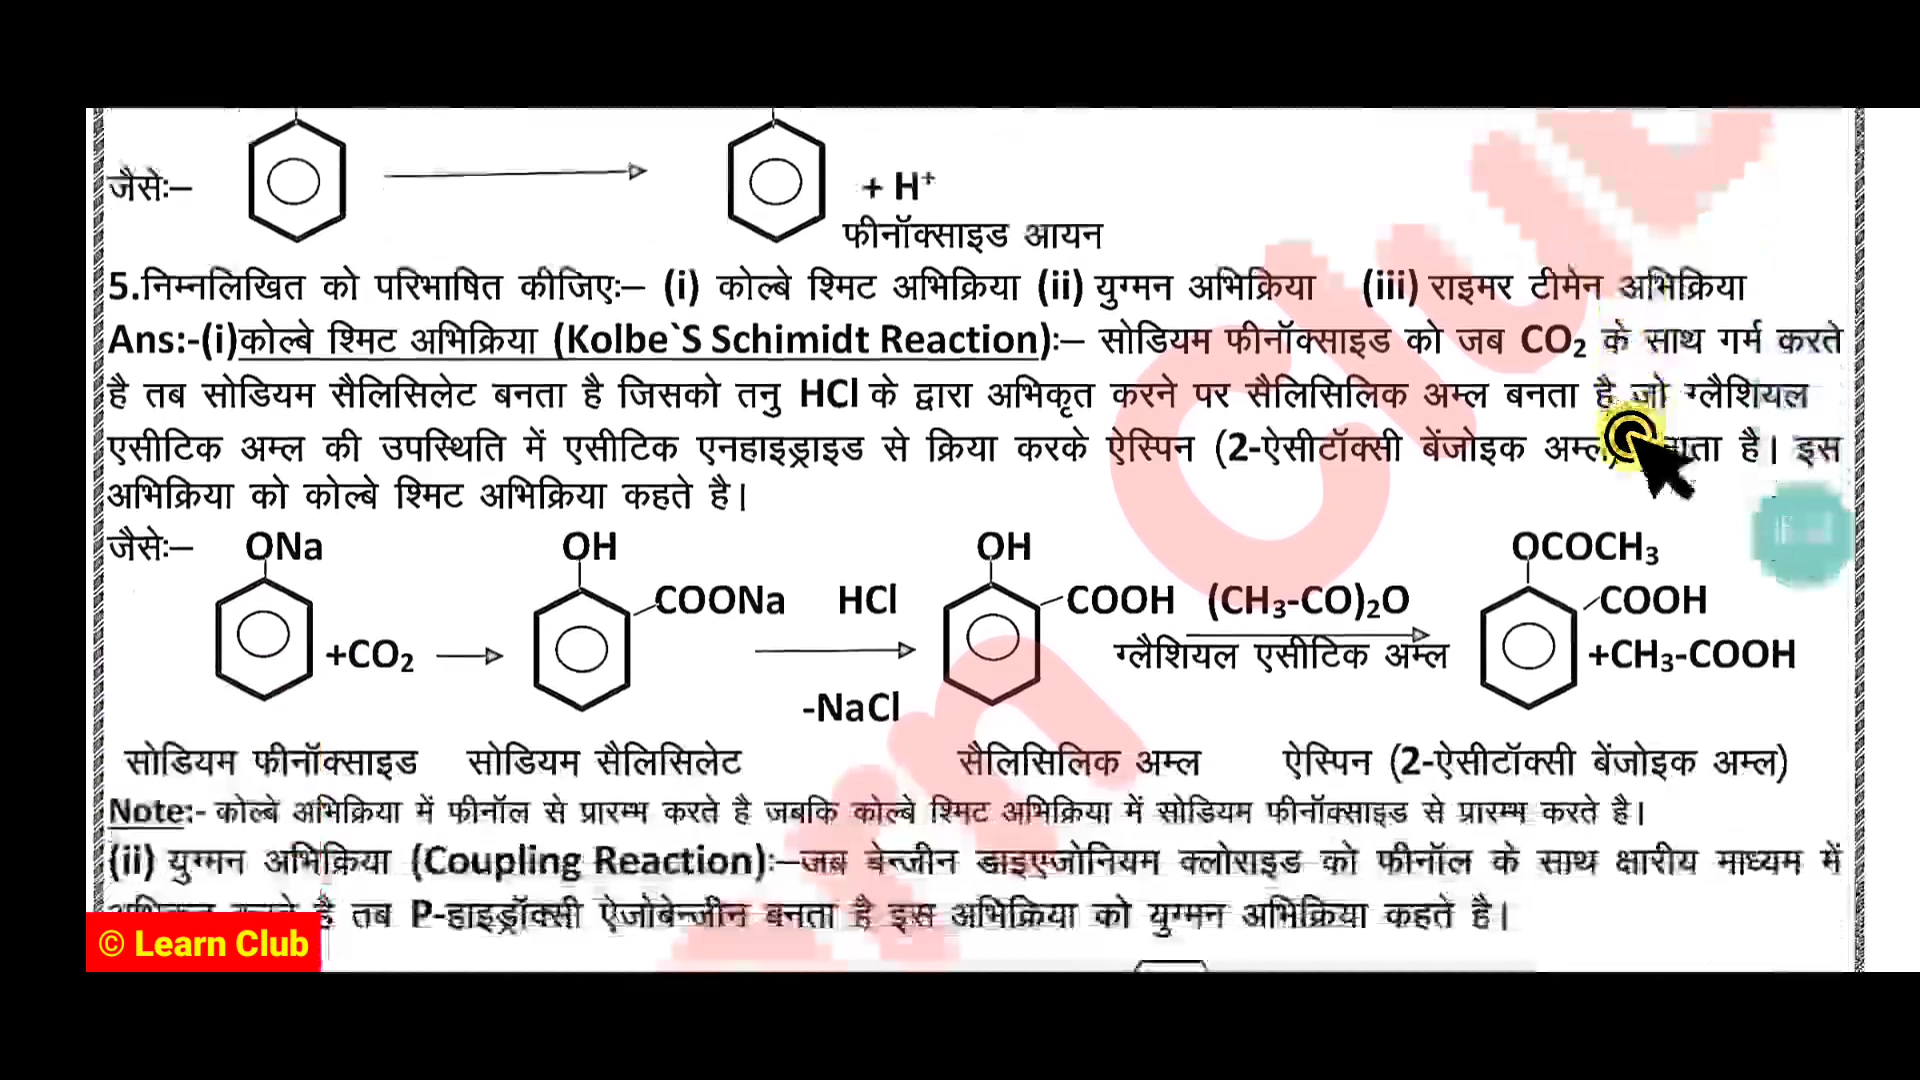 जैसेः–
+ H⁺
फीनॉक्साइड आयन
5.निम्नलिखित को परिभाषित कीजिएः– (i) कोल्बे श्मिट अभिक्रिया (ii) युग्मन अभिक्रिया (iii) राइमर टीमेन अभिक्रिया
Ans:-(i)कोल्बे श्मिट अभिक्रिया (Kolbe`S Schimidt Reaction):– सोडियम फीनॉक्साइड को जब CO₂ के साथ गर्म करते
है तब सोडियम सैलिसिलेट बनता है जिसको तनु HCl के द्वारा अभिकृत करने पर सैलिसिलिक अम्ल बनता है जो ग्लैशियल
एसीटिक अम्ल की उपस्थिति में एसीटिक एनहाइड्राइड से क्रिया करके ऐस्पिन (2-ऐसीटॉक्सी बेंजोइक अम्ल) है। इस
अभिक्रिया को कोल्बे श्मिट अभिक्रिया कहते है।
जैसेः– ONa OH OH OCOCH₃
COONa HCl COOH (CH₃-CO)₂O COOH
+CO₂ ग्लैशियल एसीटिक अम्ल +CH₃-COOH
-NaCl
सोडियम फीनॉक्साइड सोडियम सैलिसिलेट सैलिसिलिक अम्ल ऐस्पिन (2-ऐसीटॉक्सी बेंजोइक अम्ल)
Note:- कोल्बे अभिक्रिया में फीनॉल से प्रारम्भ करते है जबकि कोल्बे श्मिट अभिक्रिया में सोडियम फीनॉक्साइड से प्रारम्भ करते है।
(ii) युग्मन अभिक्रिया (Coupling Reaction):–जब बेन्जीन डाइएजोनियम क्लोराइड को फीनॉल के साथ क्षारीय माध्यम में
है तब P-हाइड्रॉक्सी ऐजोबेन्जीन बनता है इस अभिक्रिया को युग्मन अभिक्रिया कहते है।
© Learn Club